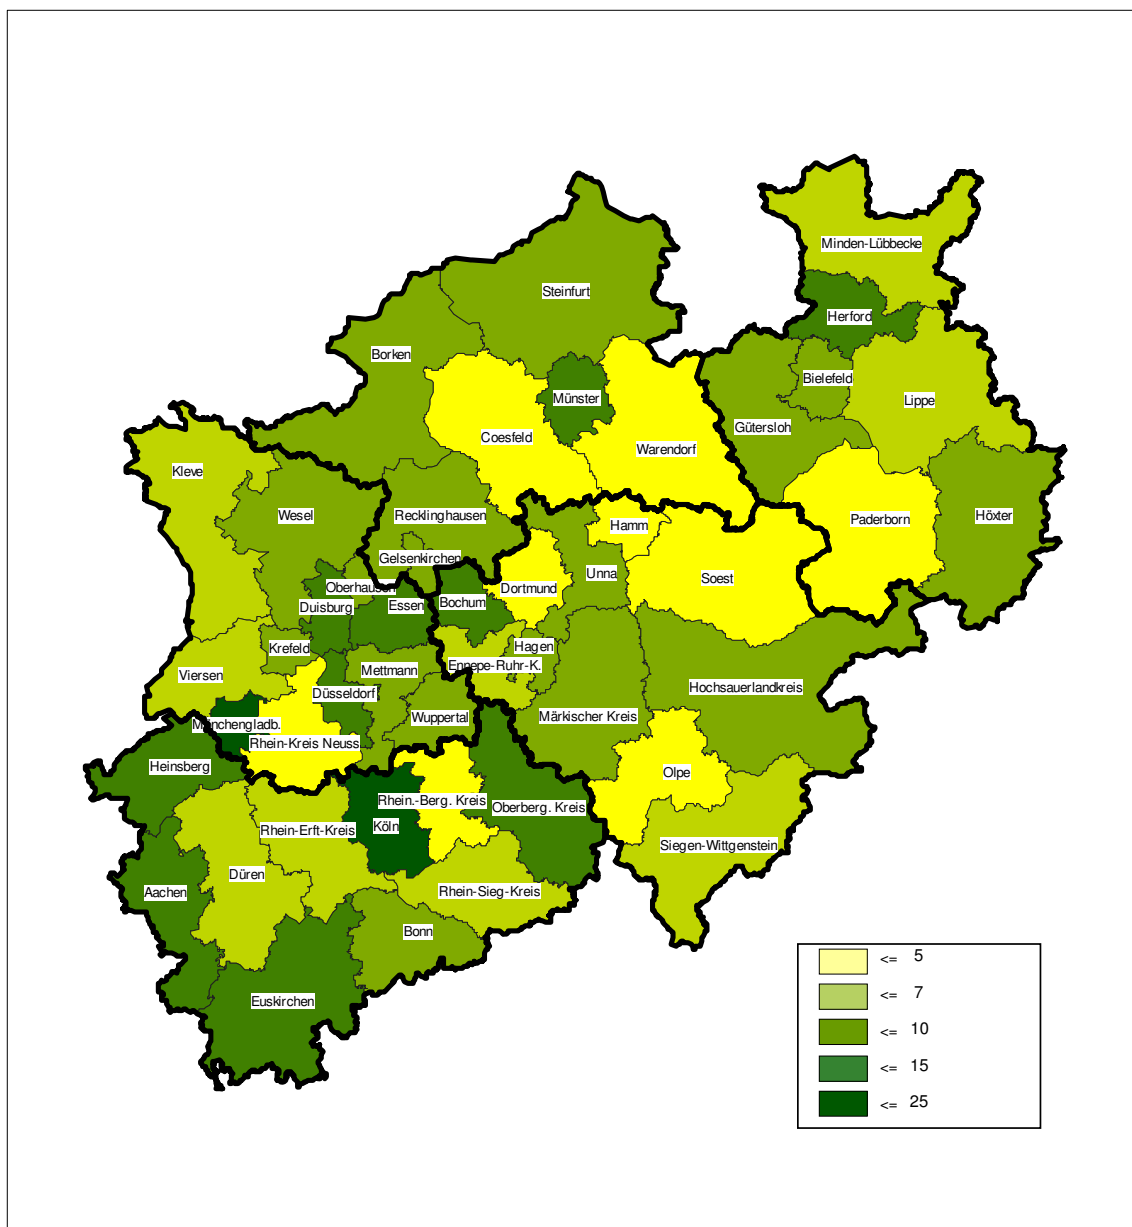 Minden-Lübbecke
Steinfurt
Herford
Borken
Bielefeld
Münster
Lippe
Gütersloh
Coesfeld
Warendorf
Kleve
Wesel
Recklinghausen
Hamm
Paderborn
Höxter
Gelsenkirchen
Unna
Soest
Oberhausen
Dortmund
Duisburg
Essen
Bochum
Krefeld
Hagen
Ennepe-Ruhr-K.
Viersen
Mettmann
Düsseldorf
Hochsauerlandkreis
Wuppertal
Märkischer Kreis
Mönchengladb.
Rhein-Kreis Neuss
Heinsberg
Olpe
Rhein.-Berg. Kreis
Oberberg. Kreis
Rhein-Erft-Kreis
Köln
Siegen-Wittgenstein
Düren
Aachen
Rhein-Sieg-Kreis
Bonn
Euskirchen
<= 5
<= 7
<= 10
<= 15
<= 25